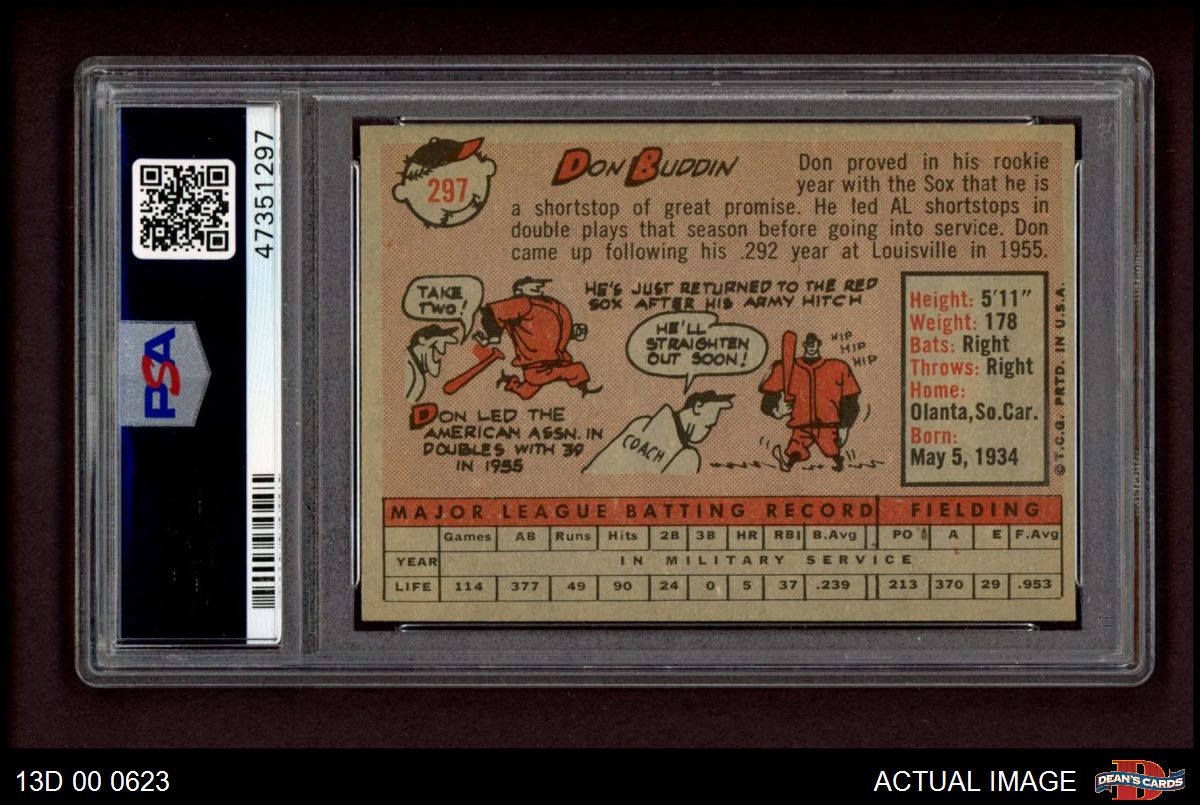 47351297
PSA
297
DON BUDDIN
Don proved in his rookie
year with the Sox that he is
a shortstop of great promise. He led AL shortstops in
double plays that season before going into service. Don
came up following his .292 year at Louisville in 1955.
TAKE
TWO!
HE'S JUST RETURNED TO THE RED
SOX AFTER HIS ARMY HITCH
HE'LL
STRAIGHTEN
OUT SOON!
HIP
HIP
HIP
COACH
DON LED THE
AMERICAN ASSN. IN
DOUBLES WITH 39
IN 1955
Height: 5'11"
Weight: 178
Bats: Right
Throws: Right
Home:
Olanta, So. Car.
Born:
May 5, 1934
© T.C.G. PRTD. IN U.S.A.
MAJOR LEAGUE BATTING RECORD FIELDING
Games AB Runs Hits 2B 3B HR RBI B.Avg PO A E F.Avg
YEAR IN MILITARY SERVICE
LIFE 114 377 49 90 24 0 5 37 .239 213 370 29 .953
13D 00 0623
ACTUAL IMAGE
DEAN'S CARDS